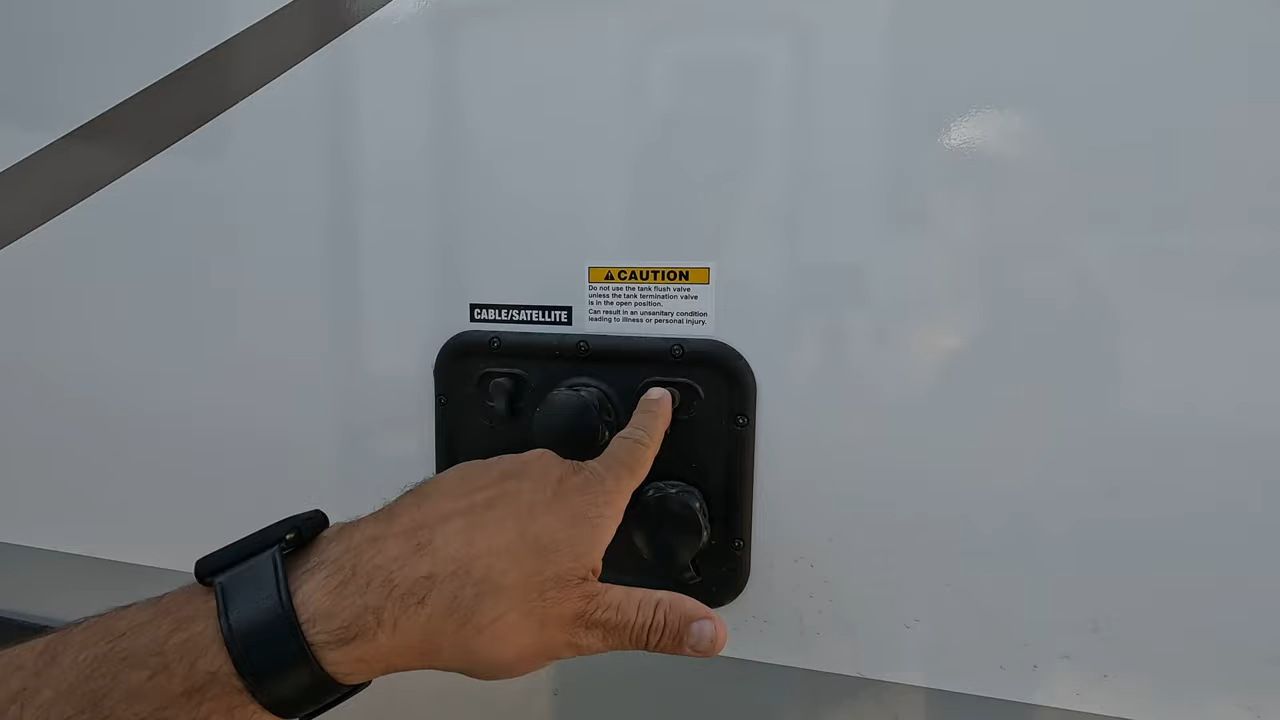 CAUTION
Do not use the tank flush valve
unless the tank termination valve
is in the open position.
Can result in an unsanitary condition
leading to illness or personal injury.
CABLE/SATELLITE